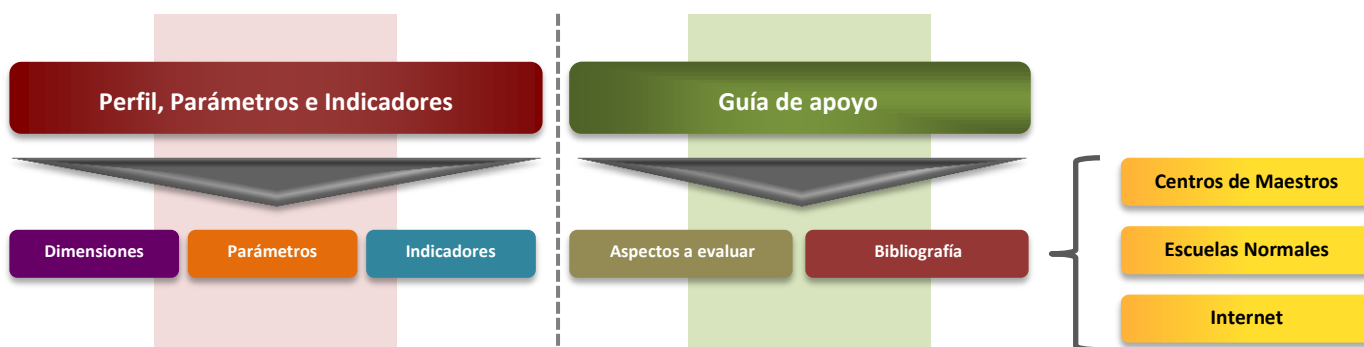 Perfil, Parámetros e Indicadores
Guía de apoyo
Dimensiones
Parámetros
Indicadores
Aspectos a evaluar
Bibliografía
Centros de Maestros
Escuelas Normales
Internet